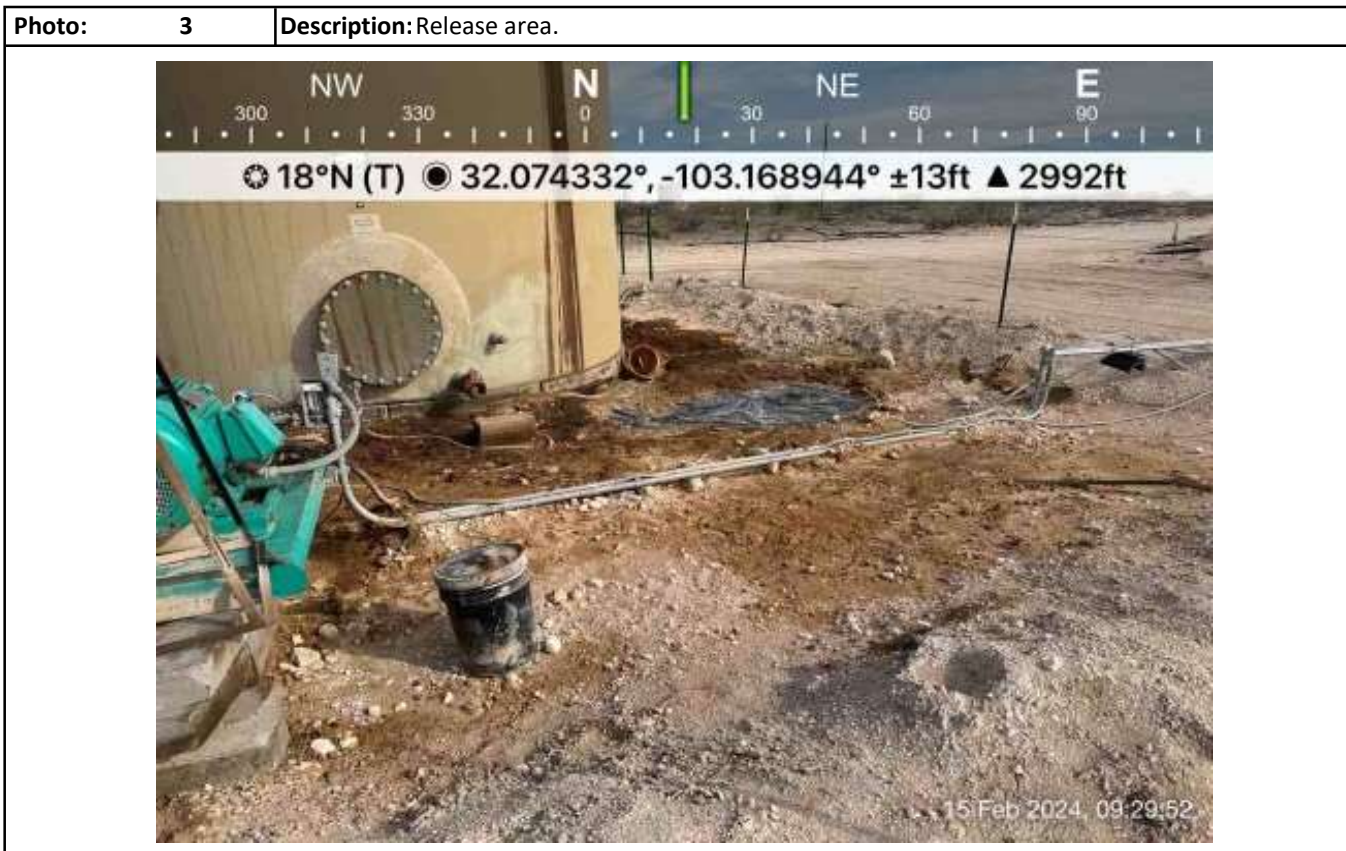 Photo: 3 Description: Release area.
NW N NE E
300 330 0 30 60 90
18°N (T) 32.074332°, -103.168944° ±13ft ▲ 2992ft
15 Feb 2024, 09:29:52